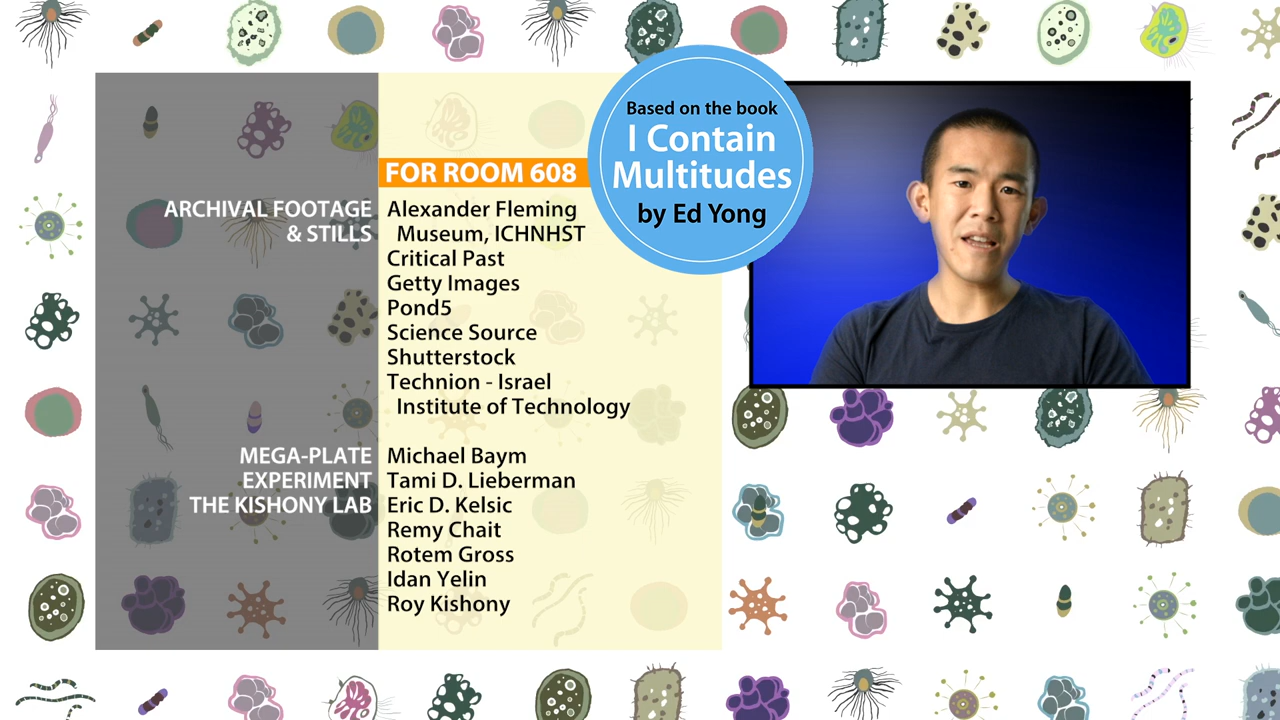 Based on the book
I Contain
Multitudes
by Ed Yong
FOR ROOM 608
ARCHIVAL FOOTAGE
& STILLS
Alexander Fleming
Museum, ICHNHST
Critical Past
Getty Images
Pond5
Science Source
Shutterstock
Technion - Israel
Institute of Technology
MEGA-PLATE
EXPERIMENT
THE KISHONY LAB
Michael Baym
Tami D. Lieberman
Eric D. Kelsic
Remy Chait
Rotem Gross
Idan Yelin
Roy Kishony